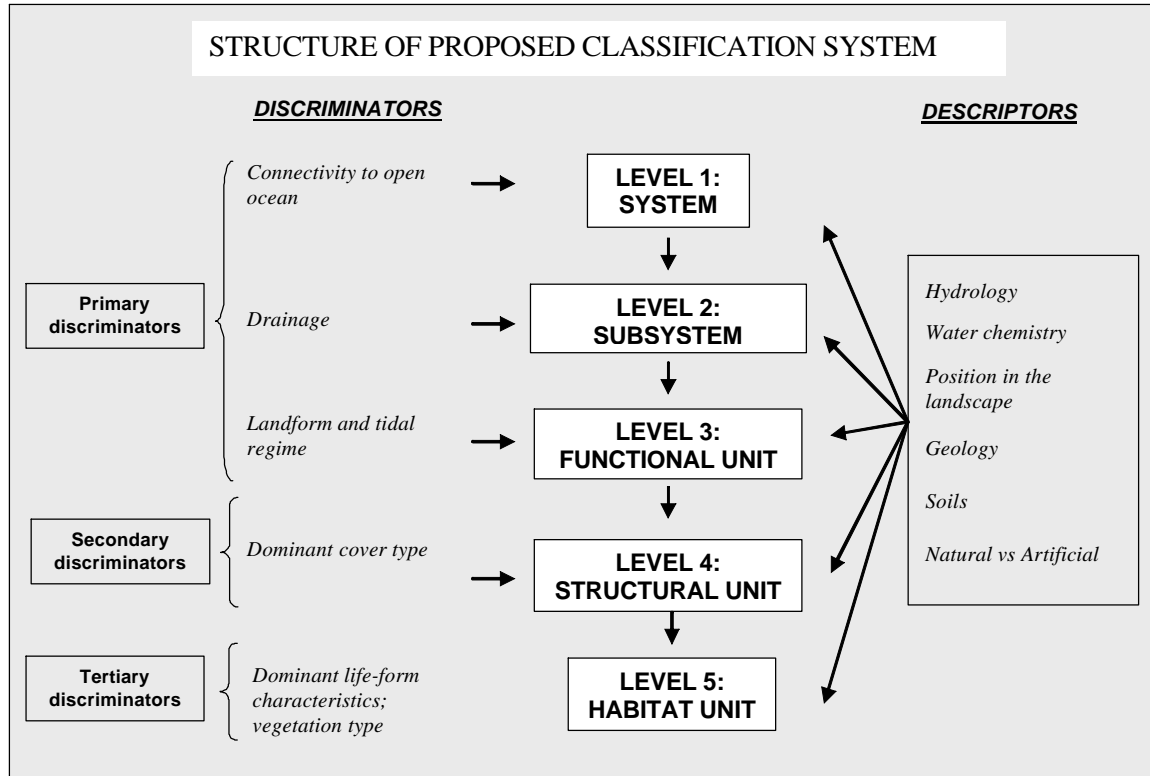 STRUCTURE OF PROPOSED CLASSIFICATION SYSTEM
DISCRIMINATORS
DESCRIPTORS
Primary
discriminators
Connectivity to open
ocean
LEVEL 1:
SYSTEM
Drainage
LEVEL 2:
SUBSYSTEM
Landform and tidal
regime
LEVEL 3:
FUNCTIONAL UNIT
Secondary
discriminators
Dominant cover type
LEVEL 4:
STRUCTURAL UNIT
Tertiary
discriminators
Dominant life-form
characteristics;
vegetation type
LEVEL 5:
HABITAT UNIT
Hydrology
Water chemistry
Position in the
landscape
Geology
Soils
Natural vs Artificial